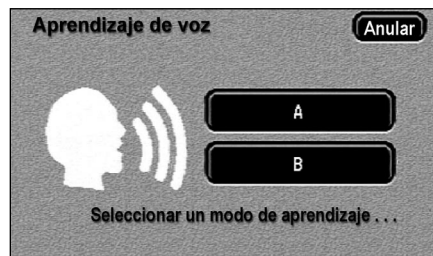 Aprendizaje de voz
Anular
A
B
Seleccionar un modo de aprendizaje . . .